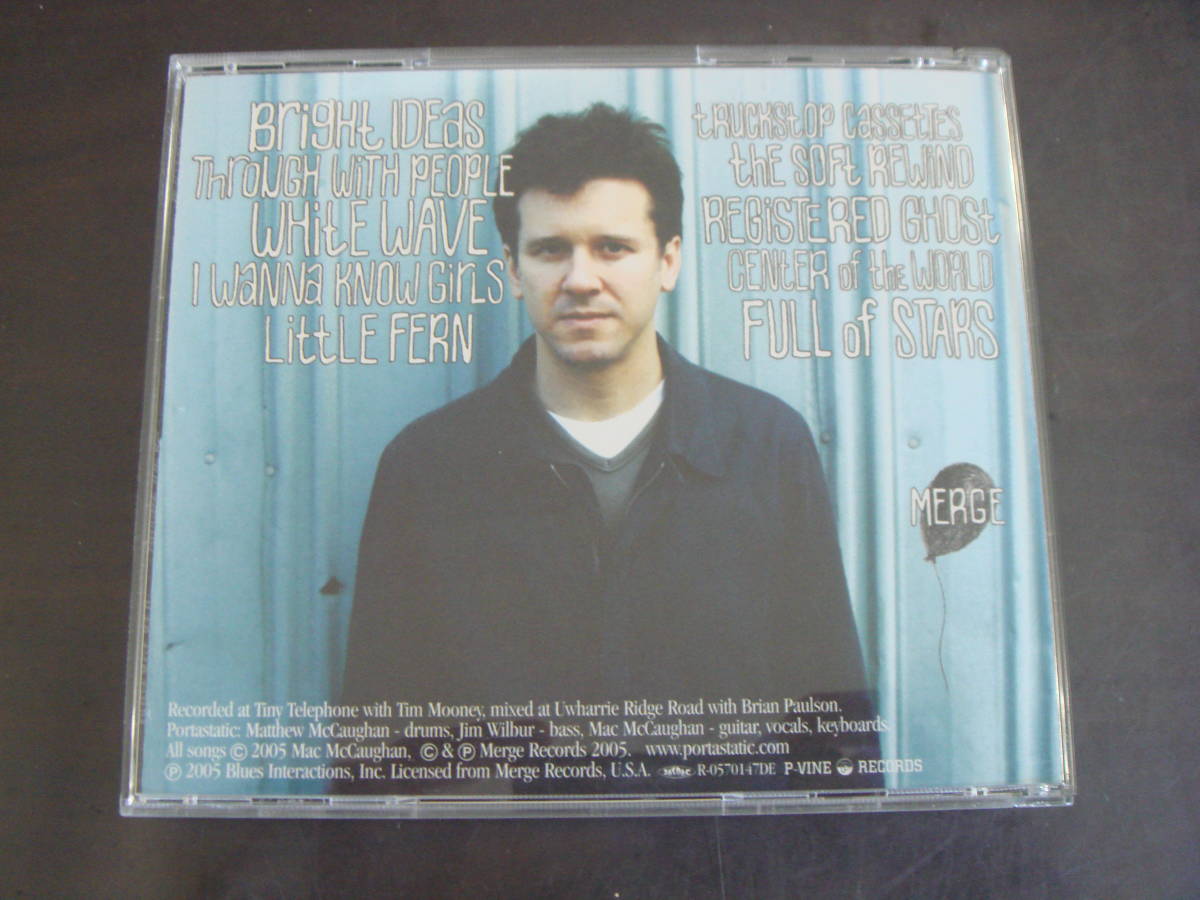 Bright IDEas
Through With PEOPLE
WHitE WAVE
I WaNNa KNOW GiRLS
LittLE FERN
tRUCKStOP CaSSEttES
tHE SOFt REWIND
REGIStERED GHOSt
CENtER of tHE WORLD
FULL of STARS
MERGE
Recorded at Tiny Telephone with Tim Mooney, mixed at Uwharrie Ridge Road with Brian Paulson.
Portastatic: Matthew McCaughan - drums, Jim Wilbur - bass, Mac McCaughan - guitar, vocals, keyboards.
All songs © 2005 Mac McCaughan, © & ℗ Merge Records 2005. www.portastatic.com
℗ 2005 Blues Interactions, Inc. Licensed from Merge Records, U.S.A. R-0570147DE P-VINE RECORDS